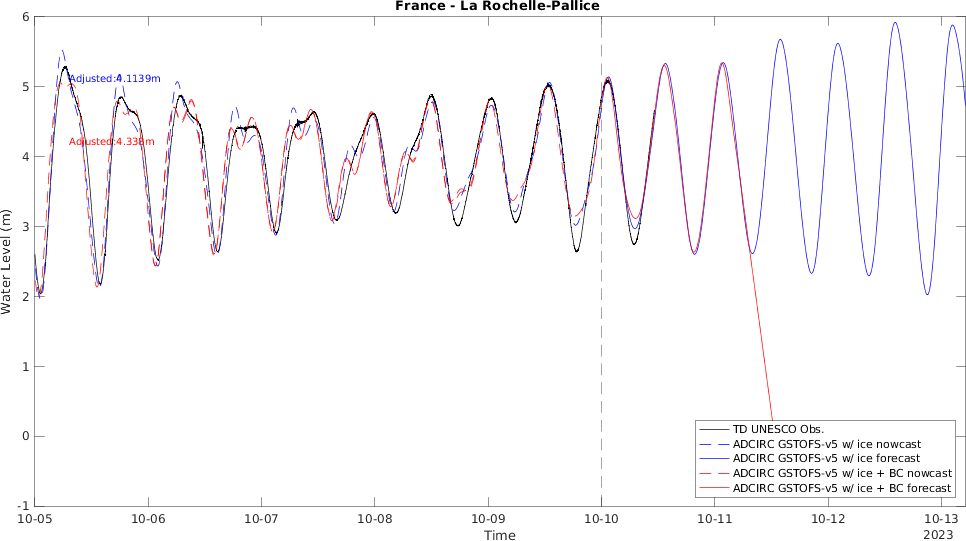 France - La Rochelle-Pallice
6
5
4
3
2
1
0
-1
Water Level (m)
Adjusted:4.1139m
Adjusted:4.338m
TD UNESCO Obs.
ADCIRC GSTOFS-v5 w/ ice nowcast
ADCIRC GSTOFS-v5 w/ ice forecast
ADCIRC GSTOFS-v5 w/ ice + BC nowcast
ADCIRC GSTOFS-v5 w/ ice + BC forecast
10-05 10-06 10-07 10-08 10-09 10-10 10-11 10-12 10-13
Time 2023